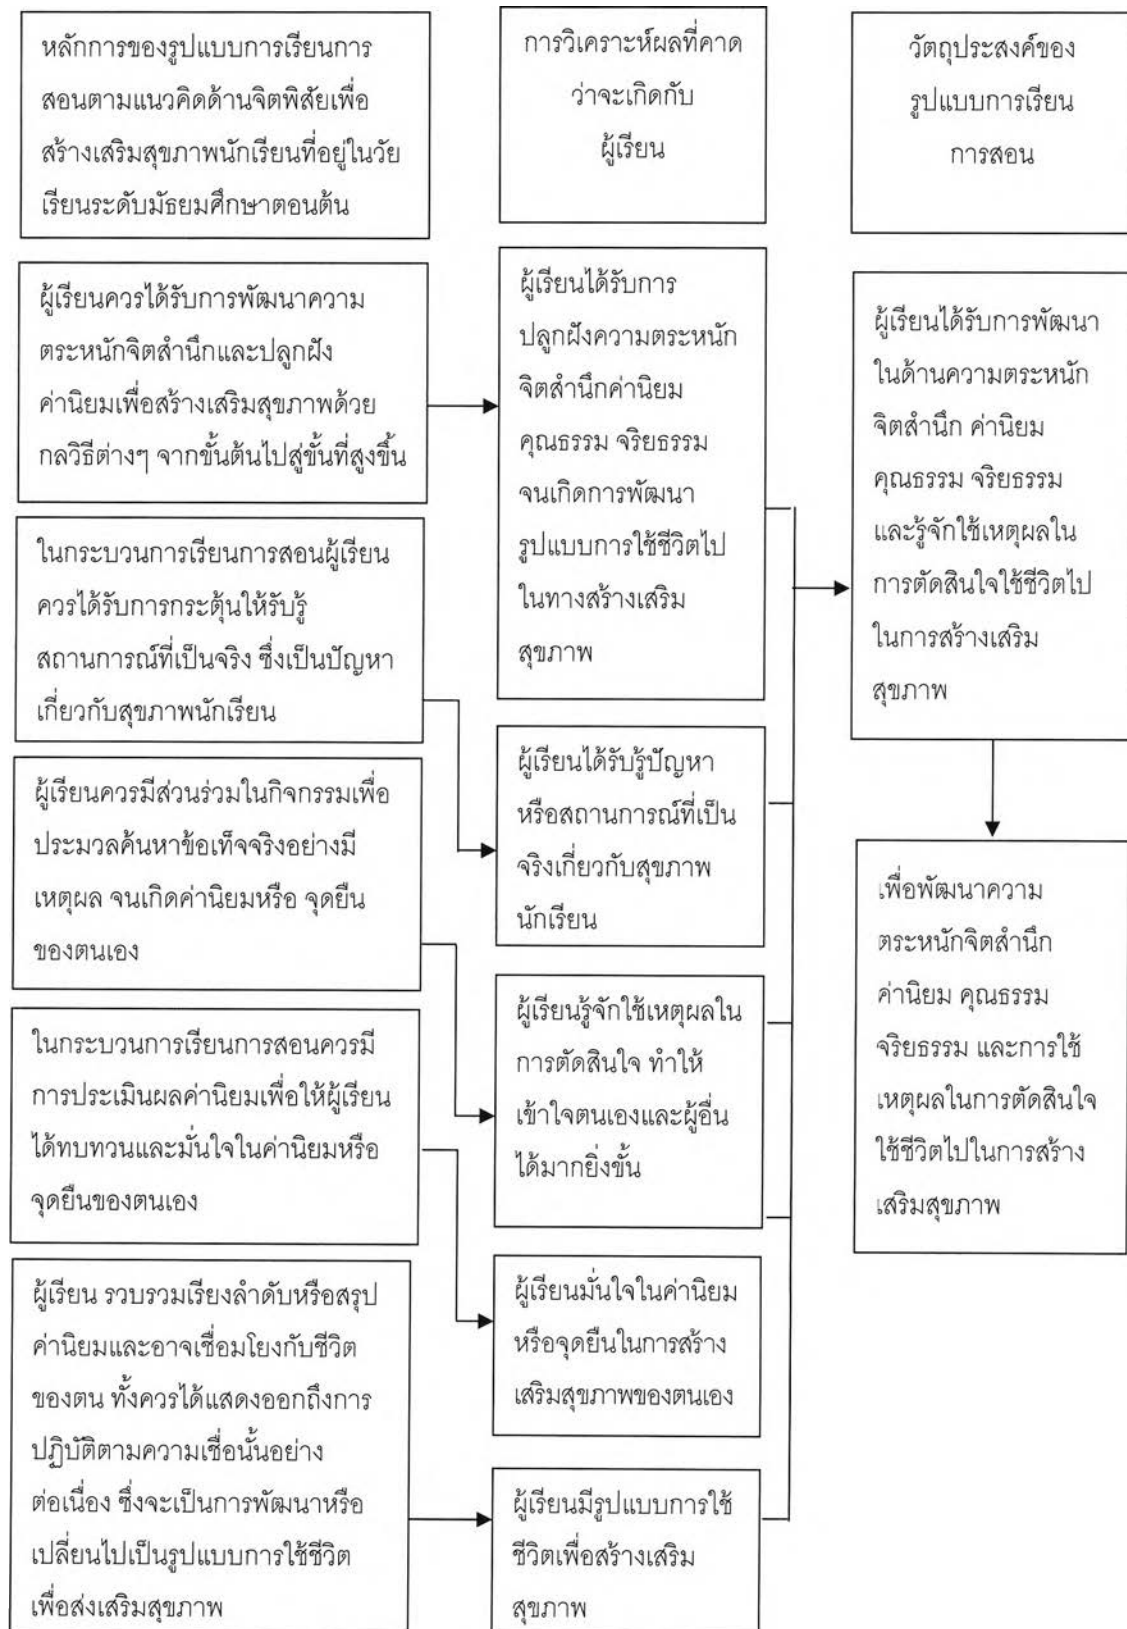 หลักการของรูปแบบการเรียนการ
สอนตามแนวคิดด้านจิตพิสัยเพื่อ
สร้างเสริมสุขภาพนักเรียนที่อยู่ในวัย
เรียนระดับมัธยมศึกษาตอนต้น
การวิเคราะห์ผลที่คาด
ว่าจะเกิดกับ
ผู้เรียน
วัตถุประสงค์ของ
รูปแบบการเรียน
การสอน
ผู้เรียนควรได้รับการพัฒนาความ
ตระหนักจิตสำนึกและปลูกฝัง
ค่านิยมเพื่อสร้างเสริมสุขภาพด้วย
กลวิธีต่างๆ จากขั้นต้นไปสู่ขั้นที่สูงขึ้น
ในกระบวนการเรียนการสอนผู้เรียน
ควรได้รับการกระตุ้นให้รับรู้
สถานการณ์ที่เป็นจริง ซึ่งเป็นปัญหา
เกี่ยวกับสุขภาพนักเรียน
ผู้เรียนควรมีส่วนร่วมในกิจกรรมเพื่อ
ประมวลค้นหาข้อเท็จจริงอย่างมี
เหตุผล จนเกิดค่านิยมหรือ จุดยืน
ของตนเอง
ในกระบวนการเรียนการสอนควรมี
การประเมินผลค่านิยมเพื่อให้ผู้เรียน
ได้ทบทวนและมั่นใจในค่านิยมหรือ
จุดยืนของตนเอง
ผู้เรียน รวบรวมเรียงลำดับหรือสรุป
ค่านิยมและอาจเชื่อมโยงกับชีวิต
ของตน ทั้งควรได้แสดงออกถึงการ
ปฏิบัติตามความเชื่อนั้นอย่าง
ต่อเนื่อง ซึ่งจะเป็นการพัฒนาหรือ
เปลี่ยนไปเป็นรูปแบบการใช้ชีวิต
เพื่อส่งเสริมสุขภาพ
ผู้เรียนได้รับการ
ปลูกฝังความตระหนัก
จิตสำนึกค่านิยม
คุณธรรม จริยธรรม
จนเกิดการพัฒนา
รูปแบบการใช้ชีวิตไป
ในทางสร้างเสริม
สุขภาพ
ผู้เรียนได้รับรู้ปัญหา
หรือสถานการณ์ที่เป็น
จริงเกี่ยวกับสุขภาพ
นักเรียน
ผู้เรียนรู้จักใช้เหตุผลใน
การตัดสินใจ ทำให้
เข้าใจตนเองและผู้อื่น
ได้มากยิ่งขั้น
ผู้เรียนมั่นใจในค่านิยม
หรือจุดยืนในการสร้าง
เสริมสุขภาพของตนเอง
ผู้เรียนมีรูปแบบการใช้
ชีวิตเพื่อสร้างเสริม
สุขภาพ
ผู้เรียนได้รับการพัฒนา
ในด้านความตระหนัก
จิตสำนึก ค่านิยม
คุณธรรม จริยธรรม
และรู้จักใช้เหตุผลใน
การตัดสินใจใช้ชีวิตไป
ในการสร้างเสริม
สุขภาพ
เพื่อพัฒนาความ
ตระหนักจิตสำนึก
ค่านิยม คุณธรรม
จริยธรรม และการใช้
เหตุผลในการตัดสินใจ
ใช้ชีวิตไปในการสร้าง
เสริมสุขภาพ